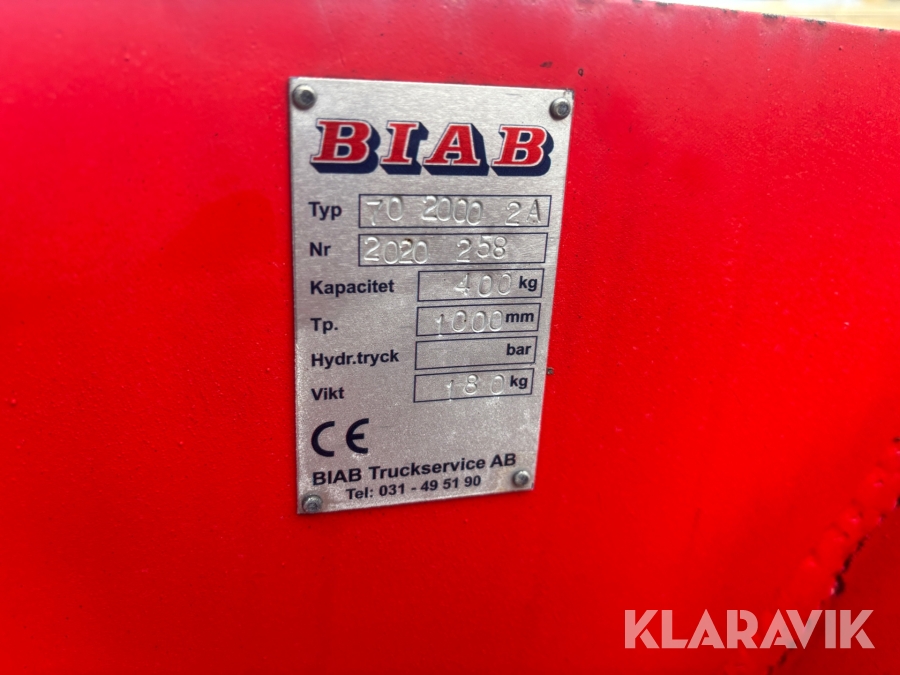 BIAB
Typ 70 2000 2A
Nr 2020 258
Kapacitet 400 kg
Tp. 1000 mm
Hydr.tryck bar
Vikt 180 kg
CE
BIAB Truckservice AB
Tel: 031 - 49 51 90
KLARAVIK